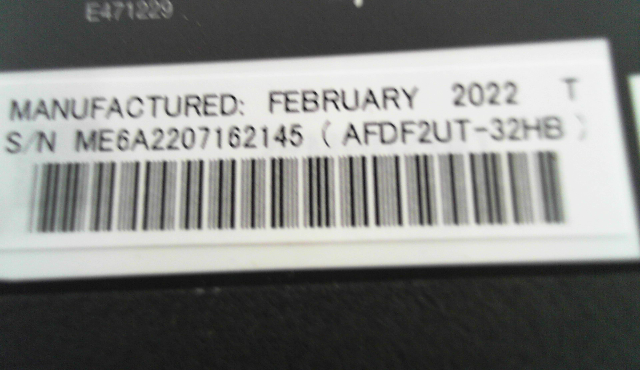 E471229
MANUFACTURED: FEBRUARY 2022 T
S/N ME6A2207162145 ( AFDF2UT-32HB )